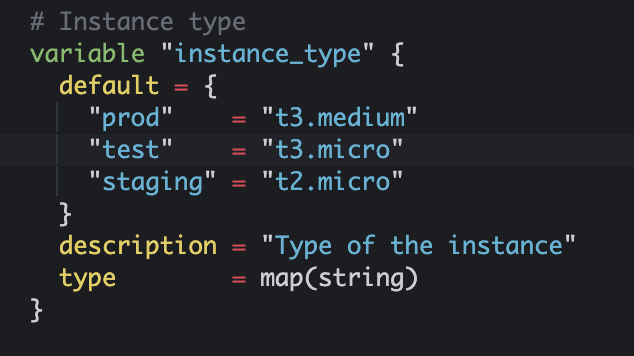 # Instance type
variable "instance_type" {
  default = {
    "prod"    = "t3.medium"
    "test"    = "t3.micro"
    "staging" = "t2.micro"
  }
  description = "Type of the instance"
  type        = map(string)
}